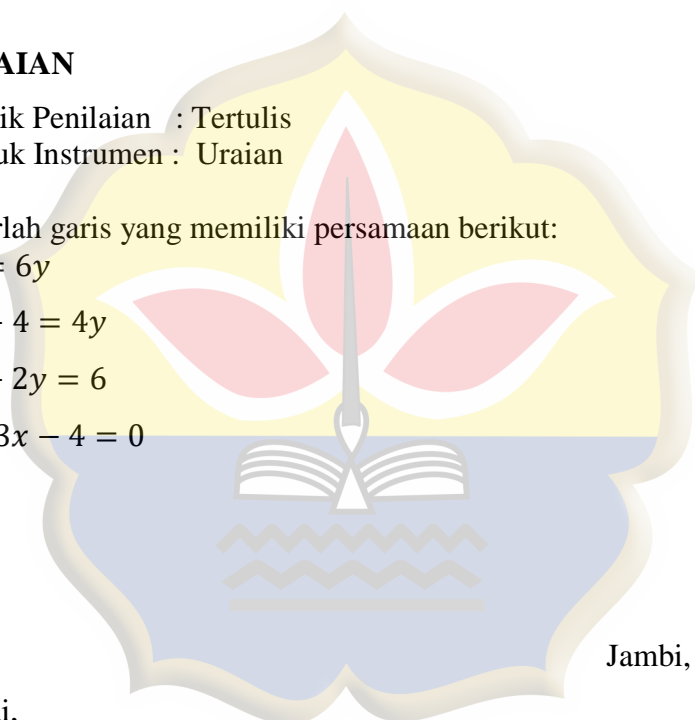 AIAN
ik Penilaian : Tertulis
uk Instrumen : Uraian
rlah garis yang memiliki persamaan berikut:
= 6y
- 4 = 4y
- 2y = 6
3x − 4 = 0
Jambi,
i,